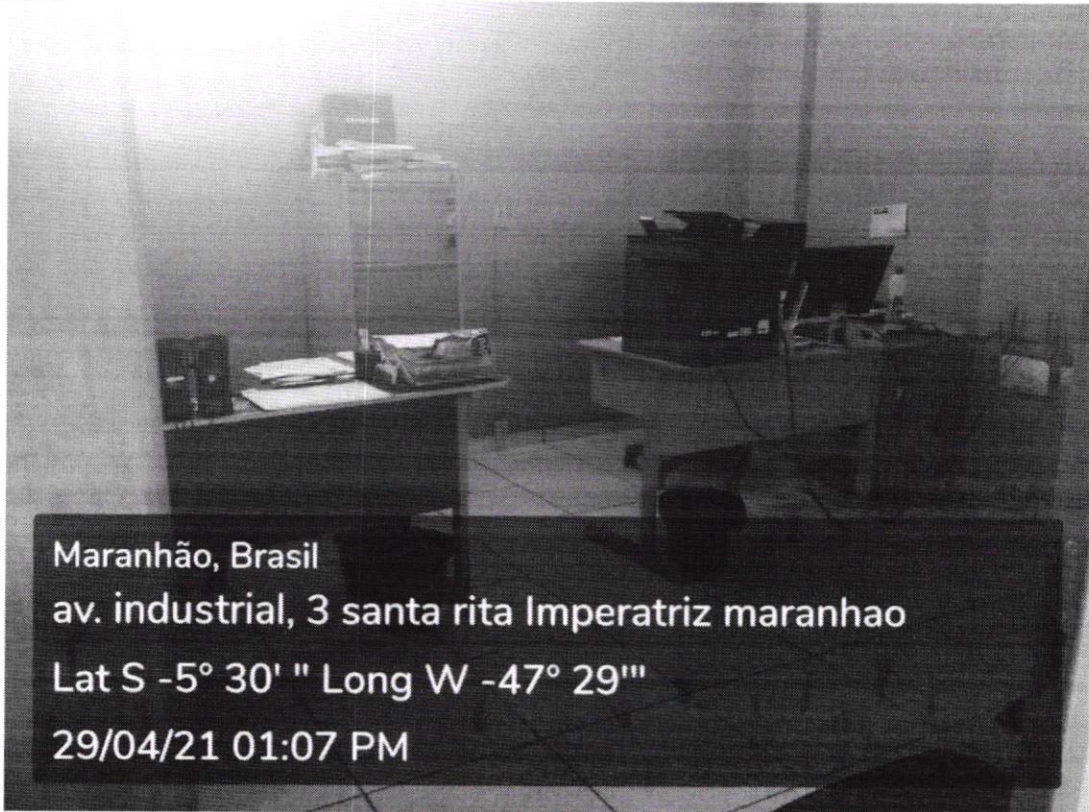 Maranhão, Brasil
av. industrial, 3 santa rita Imperatriz maranhao
Lat S -5° 30' " Long W -47° 29'"
29/04/21 01:07 PM